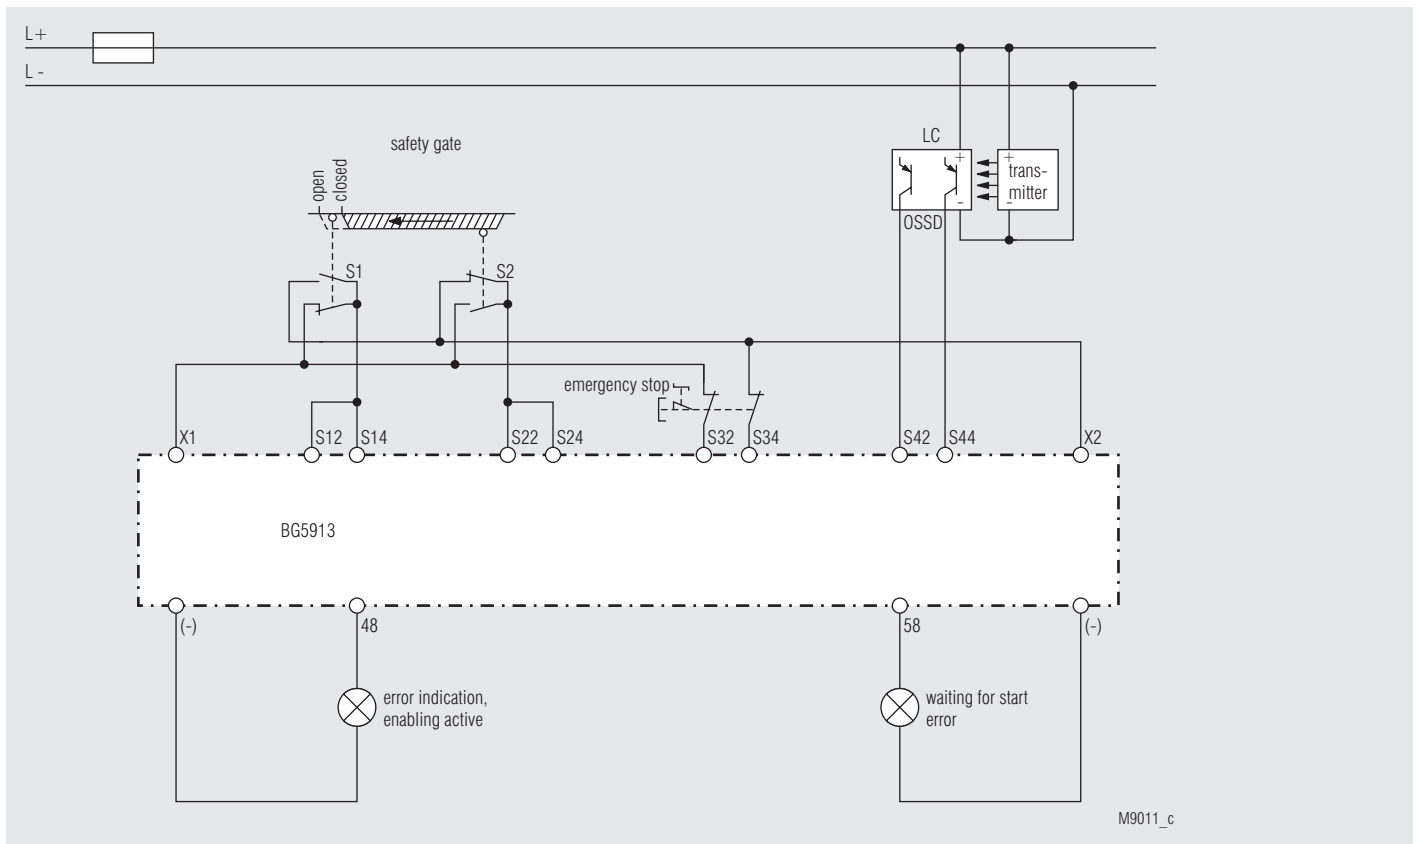 L+
L -
safety gate
open
closed
LC
+
+
trans-
mitter
-
-
OSSD
S1
S2
emergency stop
X1
S12
S14
S22
S24
S32
S34
S42
S44
X2
BG5913
(-)
48
58
(-)
error indication,
enabling active
waiting for start
error
M9011_c